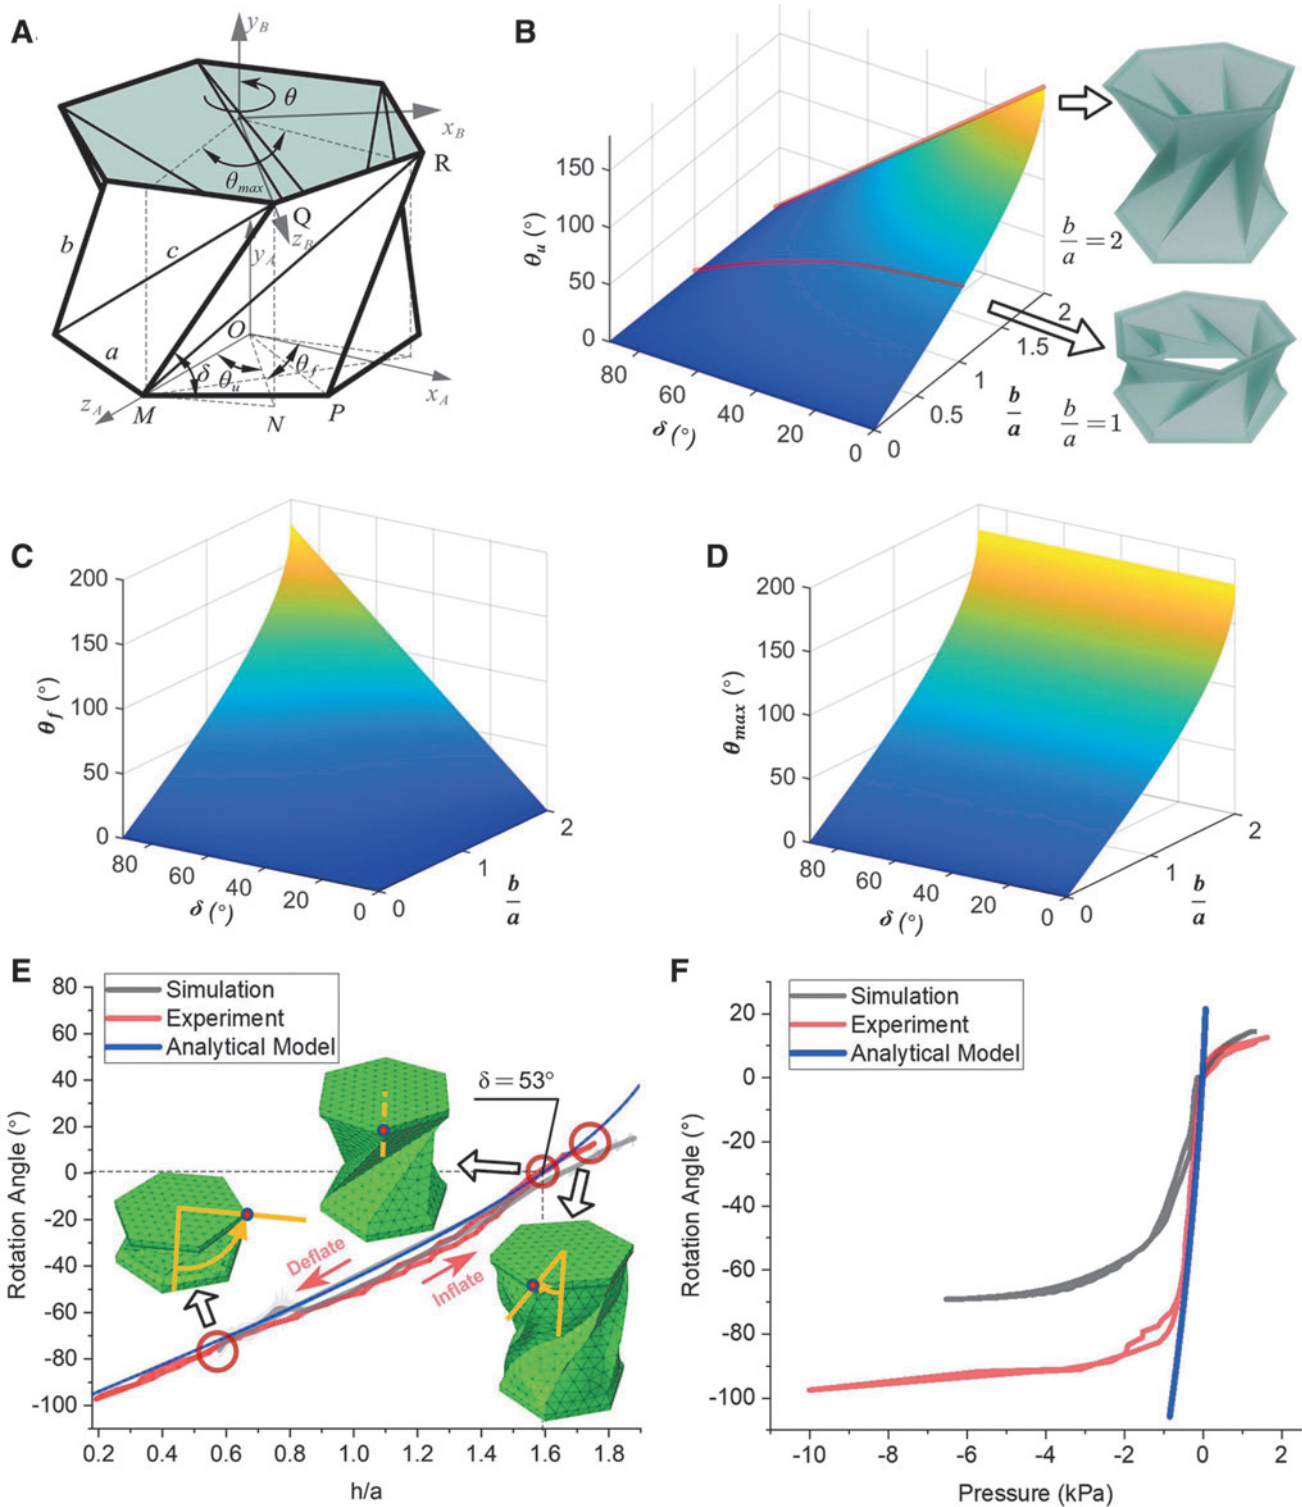 A.
y_B
θ
x_B
θ_max
R
Q
z_B
b
c
y_A
O
a
δ
θ_u
θ_f
x_A
z_A
M
N
P
B
θ_u (°)
150
100
50
0
80
60
40
20
0
δ (°)
0
0.5
1
1.5
2
b/a
b/a = 2
b/a = 1
C
θ_f (°)
200
150
100
50
0
80
60
40
20
0
δ (°)
0
1
2
b/a
D
θ_max (°)
200
150
100
50
0
80
60
40
20
0
δ (°)
0
1
2
b/a
E
Simulation
Experiment
Analytical Model
Rotation Angle (°)
80
60
40
20
0
-20
-40
-60
-80
-100
δ = 53°
Deflate
Inflate
0.2 0.4 0.6 0.8 1.0 1.2 1.4 1.6 1.8
h/a
F
Simulation
Experiment
Analytical Model
Rotation Angle (°)
20
0
-20
-40
-60
-80
-100
-10 -8 -6 -4 -2 0 2
Pressure (kPa)